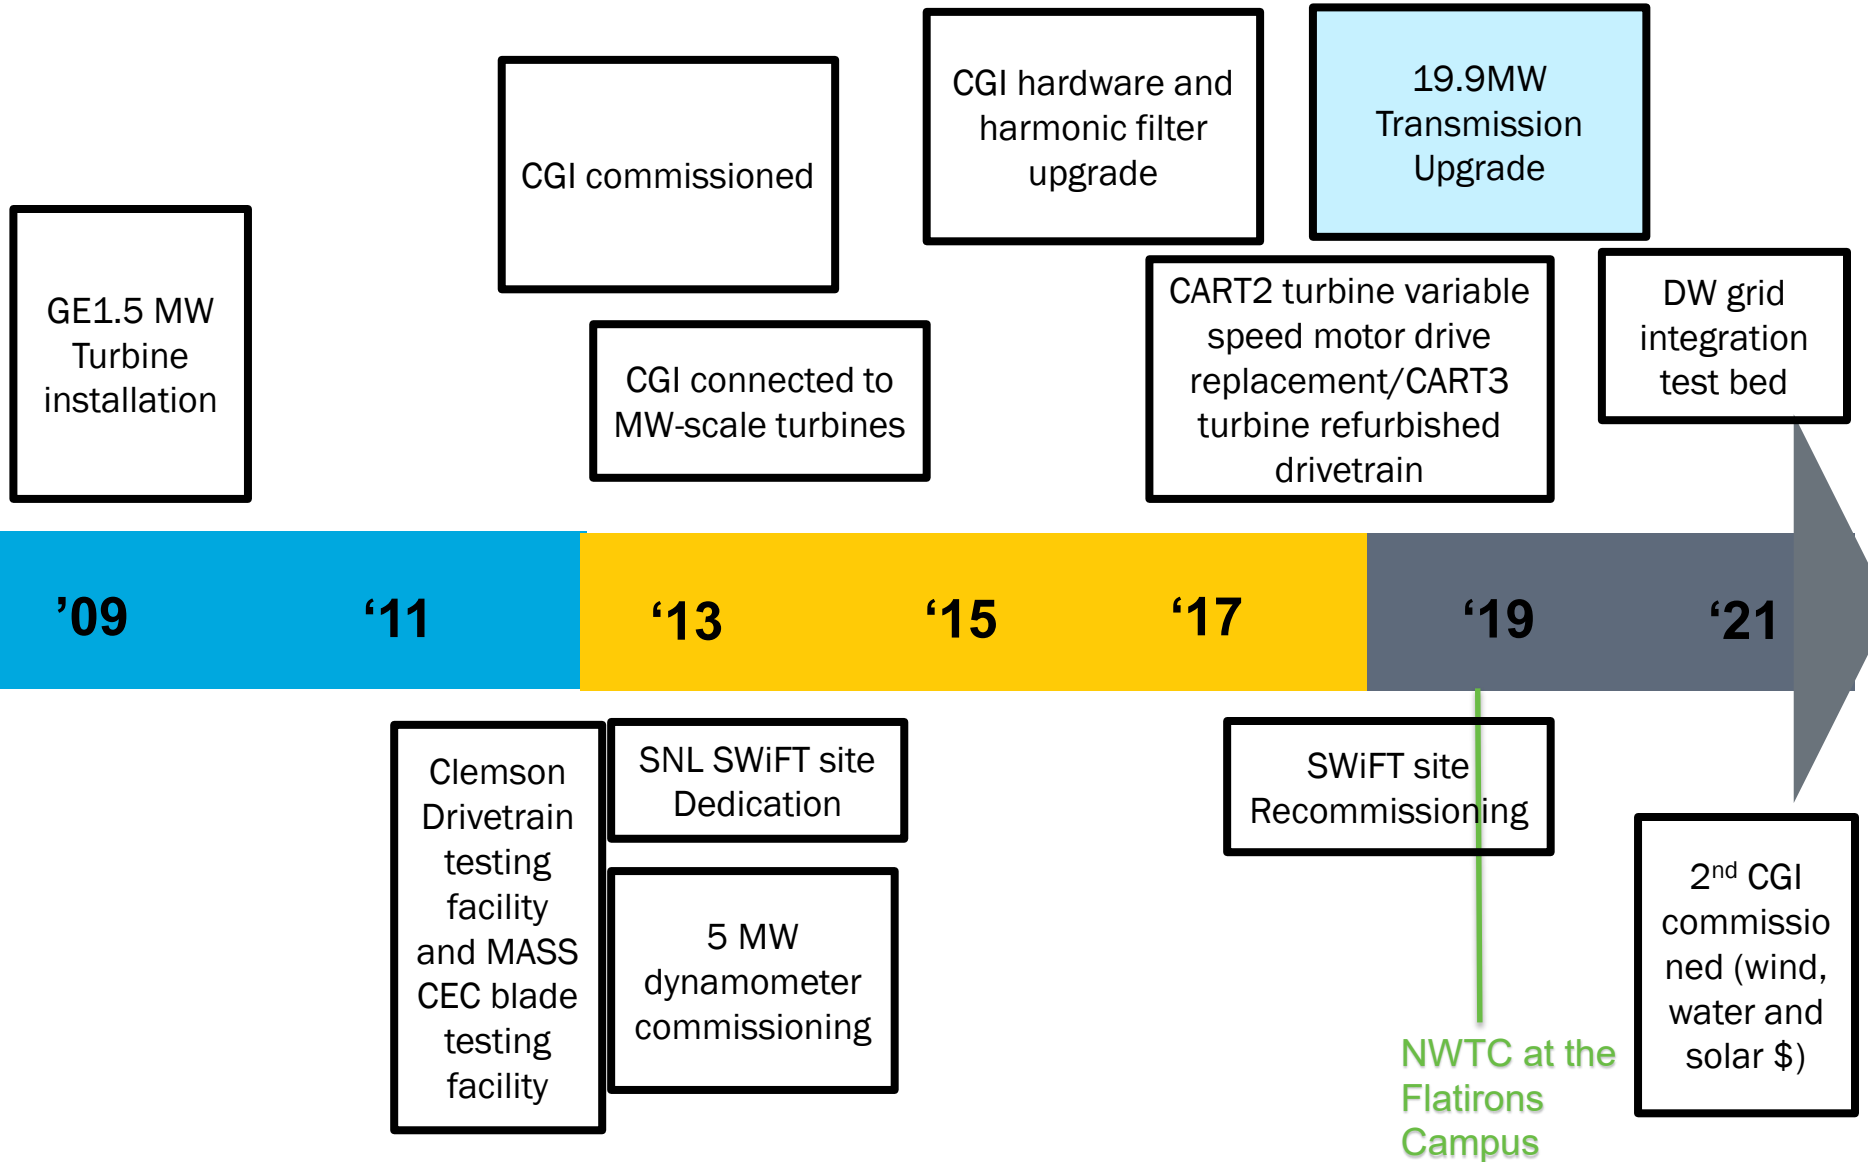 GE1.5 MW
Turbine
installation
CGI commissioned
CGI connected to
MW-scale turbines
CGI hardware and
harmonic filter
upgrade
19.9MW
Transmission
Upgrade
CART2 turbine variable
speed motor drive
replacement/CART3
turbine refurbished
drivetrain
DW grid
integration
test bed
’09
‘11
‘13
‘15
‘17
‘19
‘21
Clemson
Drivetrain
testing
facility
and MASS
CEC blade
testing
facility
SNL SWiFT site
Dedication
5 MW
dynamometer
commissioning
SWiFT site
Recommissioning
NWTC at the
Flatirons
Campus
2nd CGI
commissio
ned (wind,
water and
solar $)